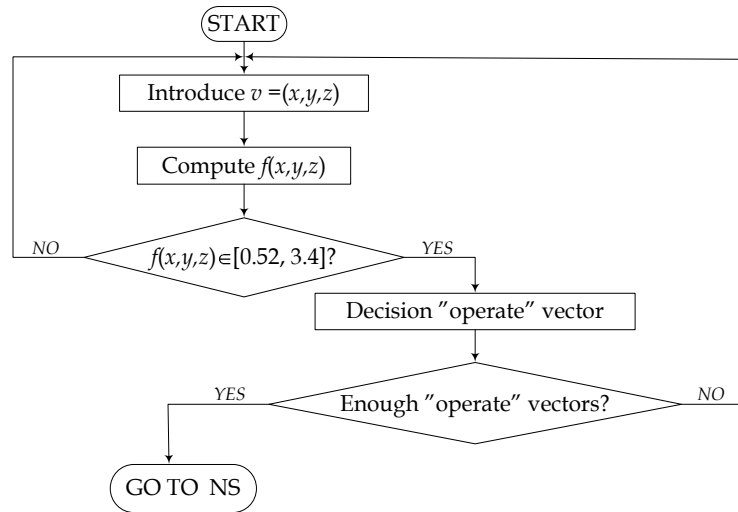 START
Introduce v =(x,y,z)
Compute f(x,y,z)
f(x,y,z)∈[0.52, 3.4]?
NO
YES
Decision ”operate” vector
Enough ”operate” vectors?
YES
NO
GO TO NS